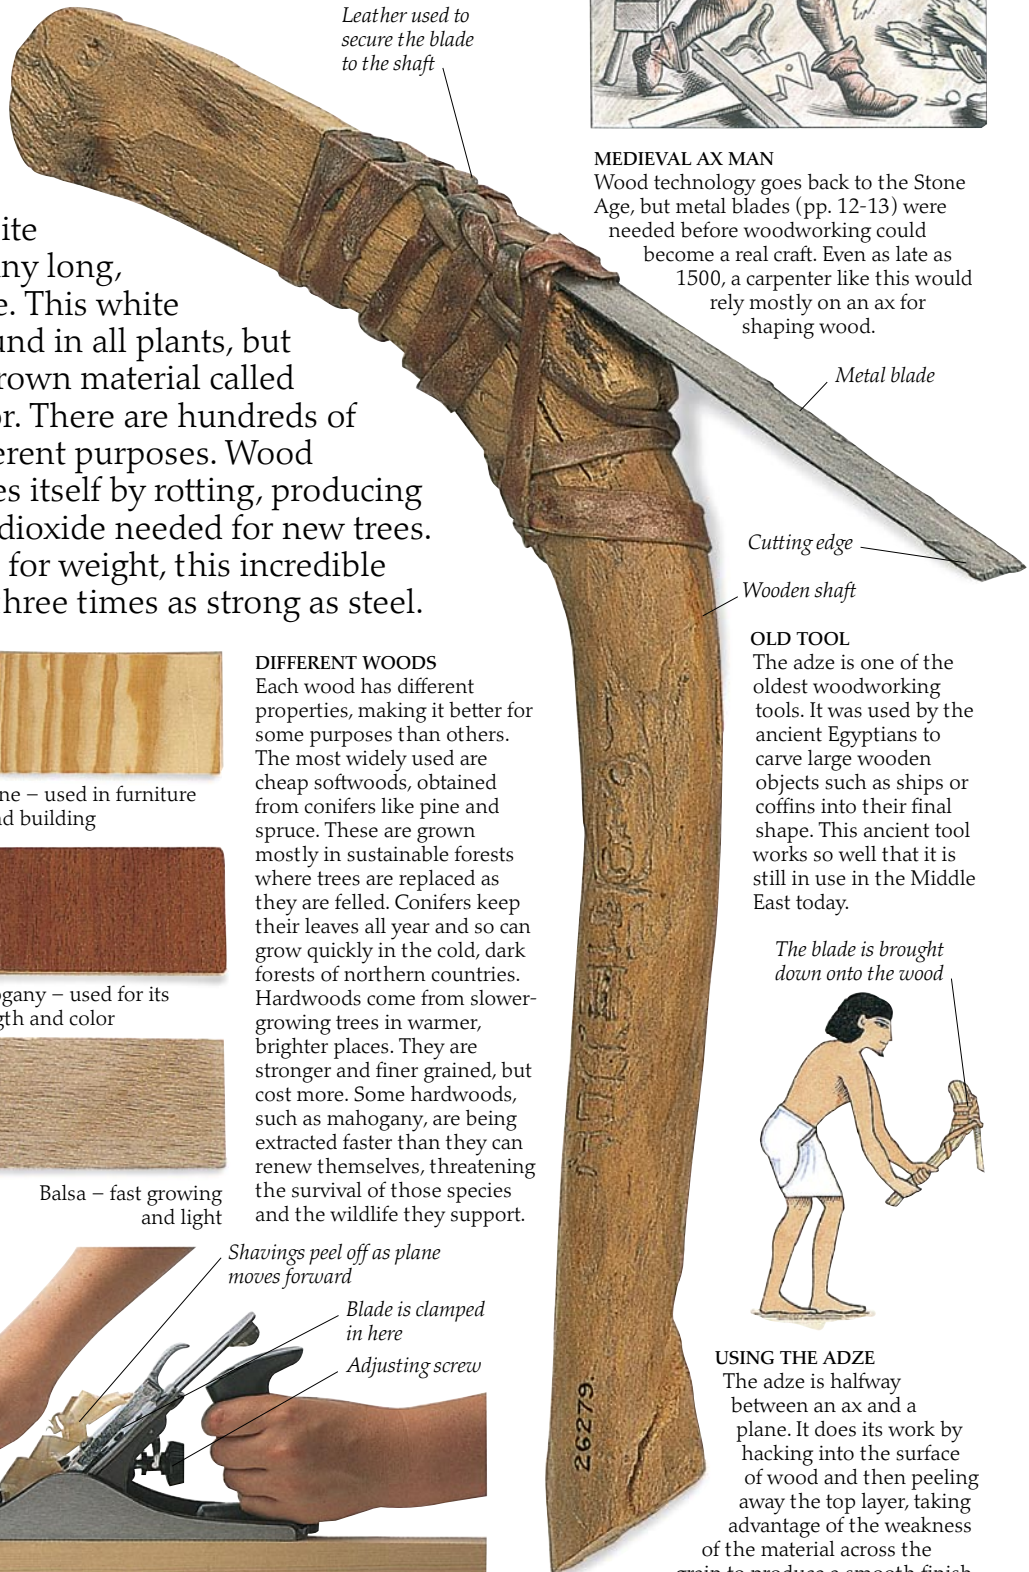 Leather used to
secure the blade
to the shaft
MEDIEVAL AX MAN
Wood technology goes back to the Stone
Age, but metal blades (pp. 12-13) were
needed before woodworking could
become a real craft. Even as late as
1500, a carpenter like this would
rely mostly on an ax for
shaping wood.
long,
This white
in all plants, but
material called
There are hundreds of
purposes. Wood
itself by rotting, producing
dioxide needed for new trees.
for weight, this incredible
times as strong as steel.
Metal blade
Cutting edge
Wooden shaft
OLD TOOL
The adze is one of the
oldest woodworking
tools. It was used by the
ancient Egyptians to
carve large wooden
objects such as ships or
coffins into their final
shape. This ancient tool
works so well that it is
still in use in the Middle
East today.
DIFFERENT WOODS
Each wood has different
properties, making it better for
some purposes than others.
The most widely used are
cheap softwoods, obtained
from conifers like pine and
spruce. These are grown
mostly in sustainable forests
where trees are replaced as
they are felled. Conifers keep
their leaves all year and so can
grow quickly in the cold, dark
forests of northern countries.
Hardwoods come from slower-
growing trees in warmer,
brighter places. They are
stronger and finer grained, but
cost more. Some hardwoods,
such as mahogany, are being
extracted faster than they can
renew themselves, threatening
the survival of those species
and the wildlife they support.
– used in furniture
building
– used for its
and color
Balsa – fast growing
and light
The blade is brought
down onto the wood
Shavings peel off as plane
moves forward
Blade is clamped
in here
Adjusting screw
26279.
USING THE ADZE
The adze is halfway
between an ax and a
plane. It does its work by
hacking into the surface
of wood and then peeling
away the top layer, taking
advantage of the weakness
of the material across the
grain to produce a smooth finish